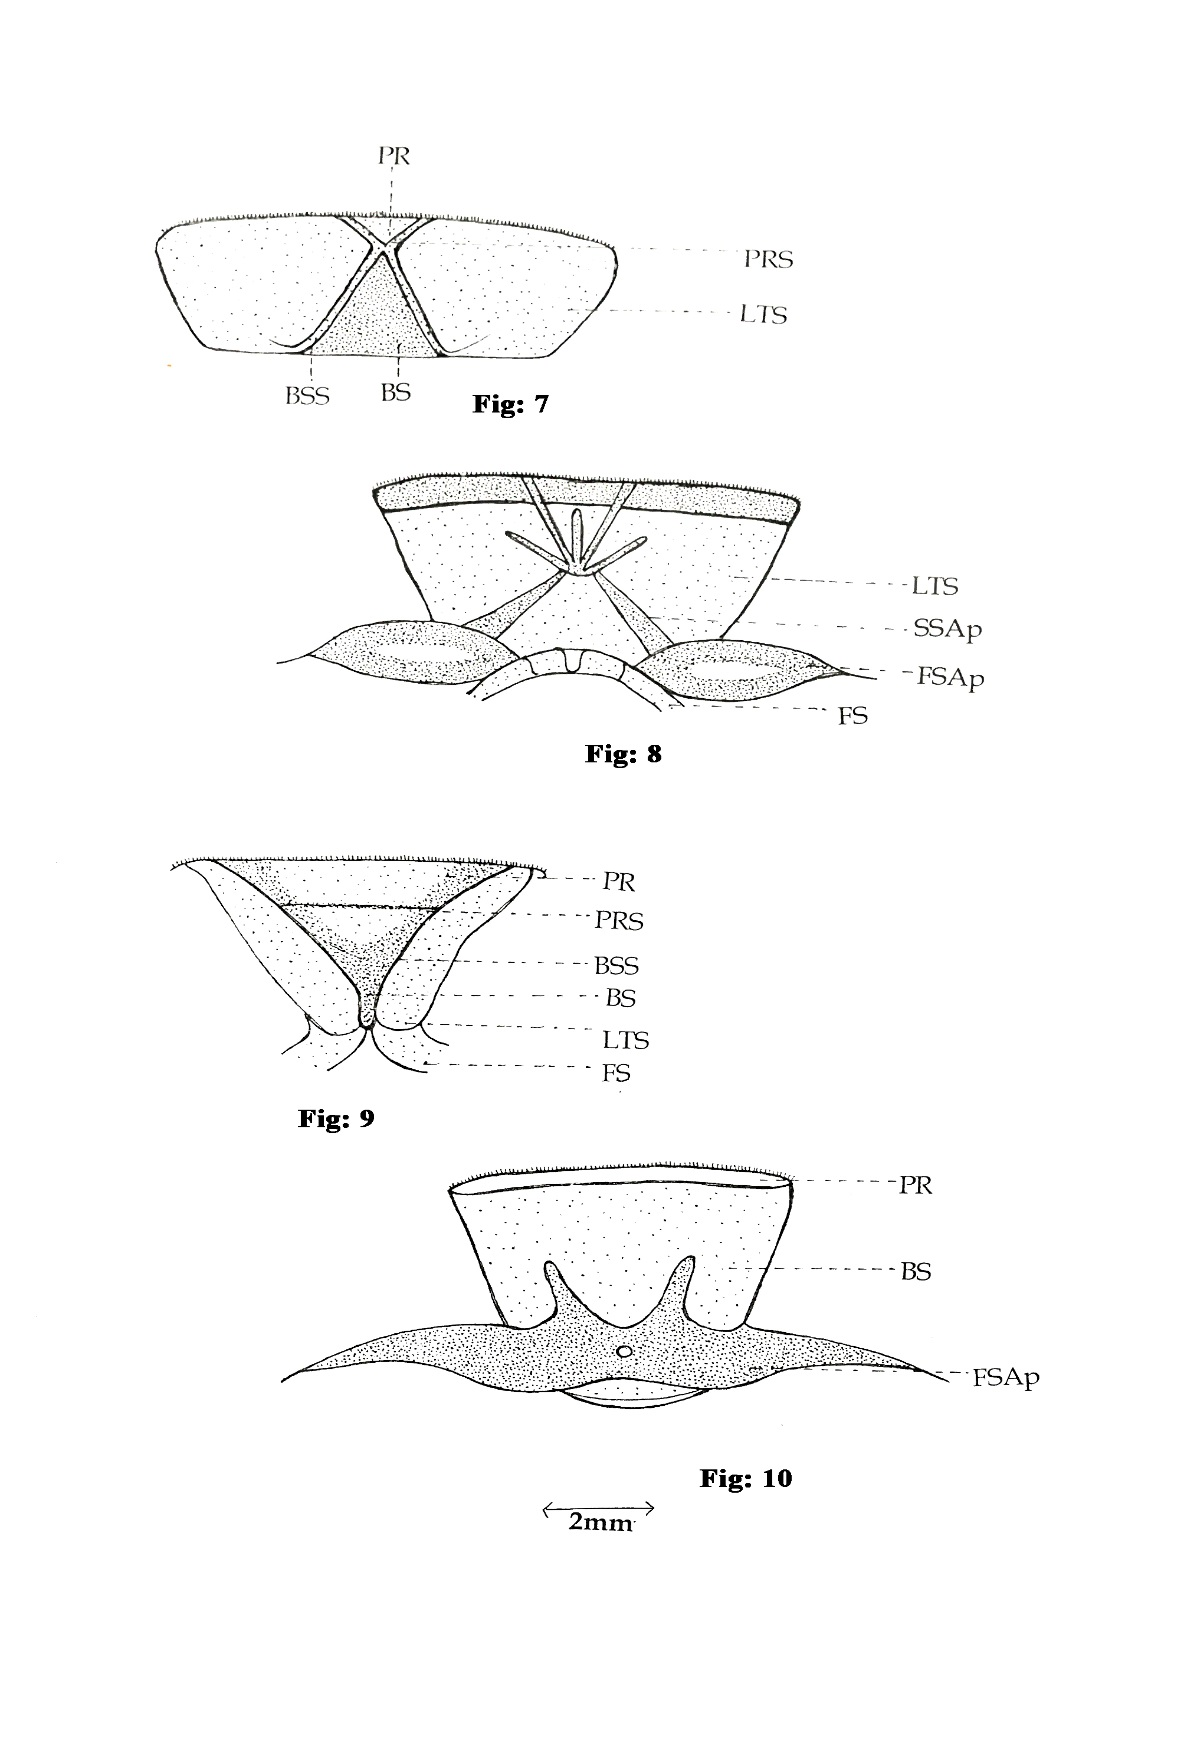 PR
PRS
LTS
BSS
BS
Fig: 7
LTS
SSAp
FSAp
FS
Fig: 8
PR
PRS
BSS
BS
LTS
FS
Fig: 9
PR
BS
FSAp
Fig: 10
2mm